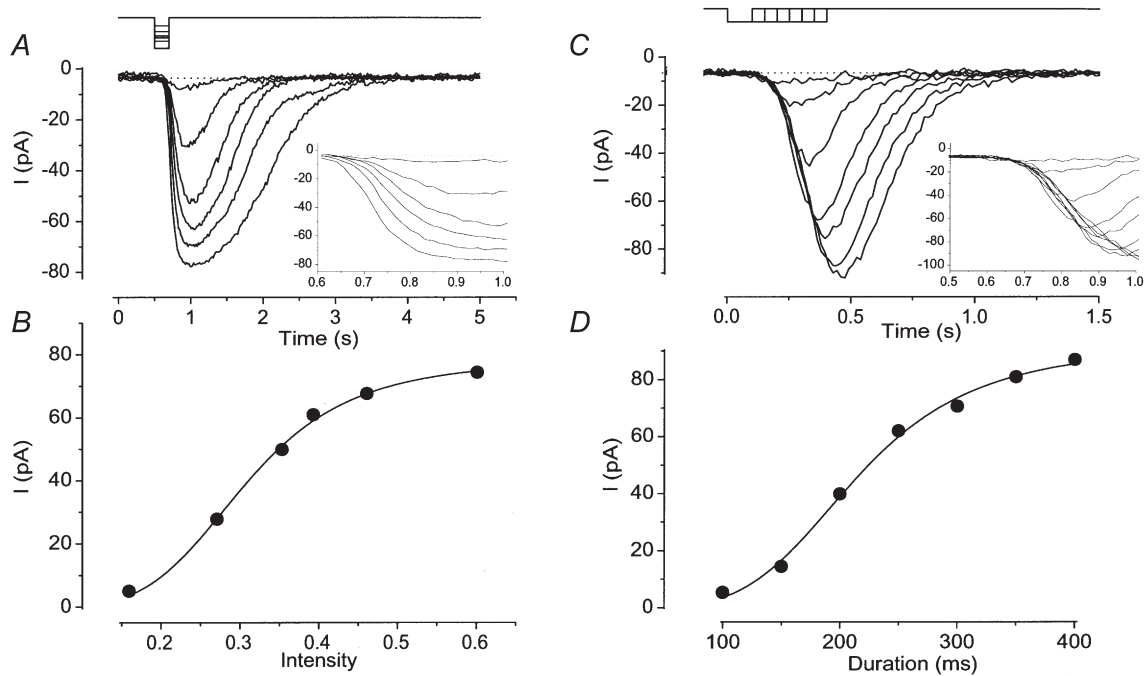 A
0
-20
-40
-60
-80
I (pA)
0
-20
-40
-60
-80
0.6 0.7 0.8 0.9 1.0
0 1 2 3 4 5
Time (s)
B
80
60
40
20
0
I (pA)
0.2 0.3 0.4 0.5 0.6
Intensity
C
0
-20
-40
-60
-80
I (pA)
0
-20
-40
-60
-80
-100
0.5 0.6 0.7 0.8 0.9 1.0
0.0 0.5 1.0 1.5
Time (s)
D
80
60
40
20
0
I (pA)
100 200 300 400
Duration (ms)